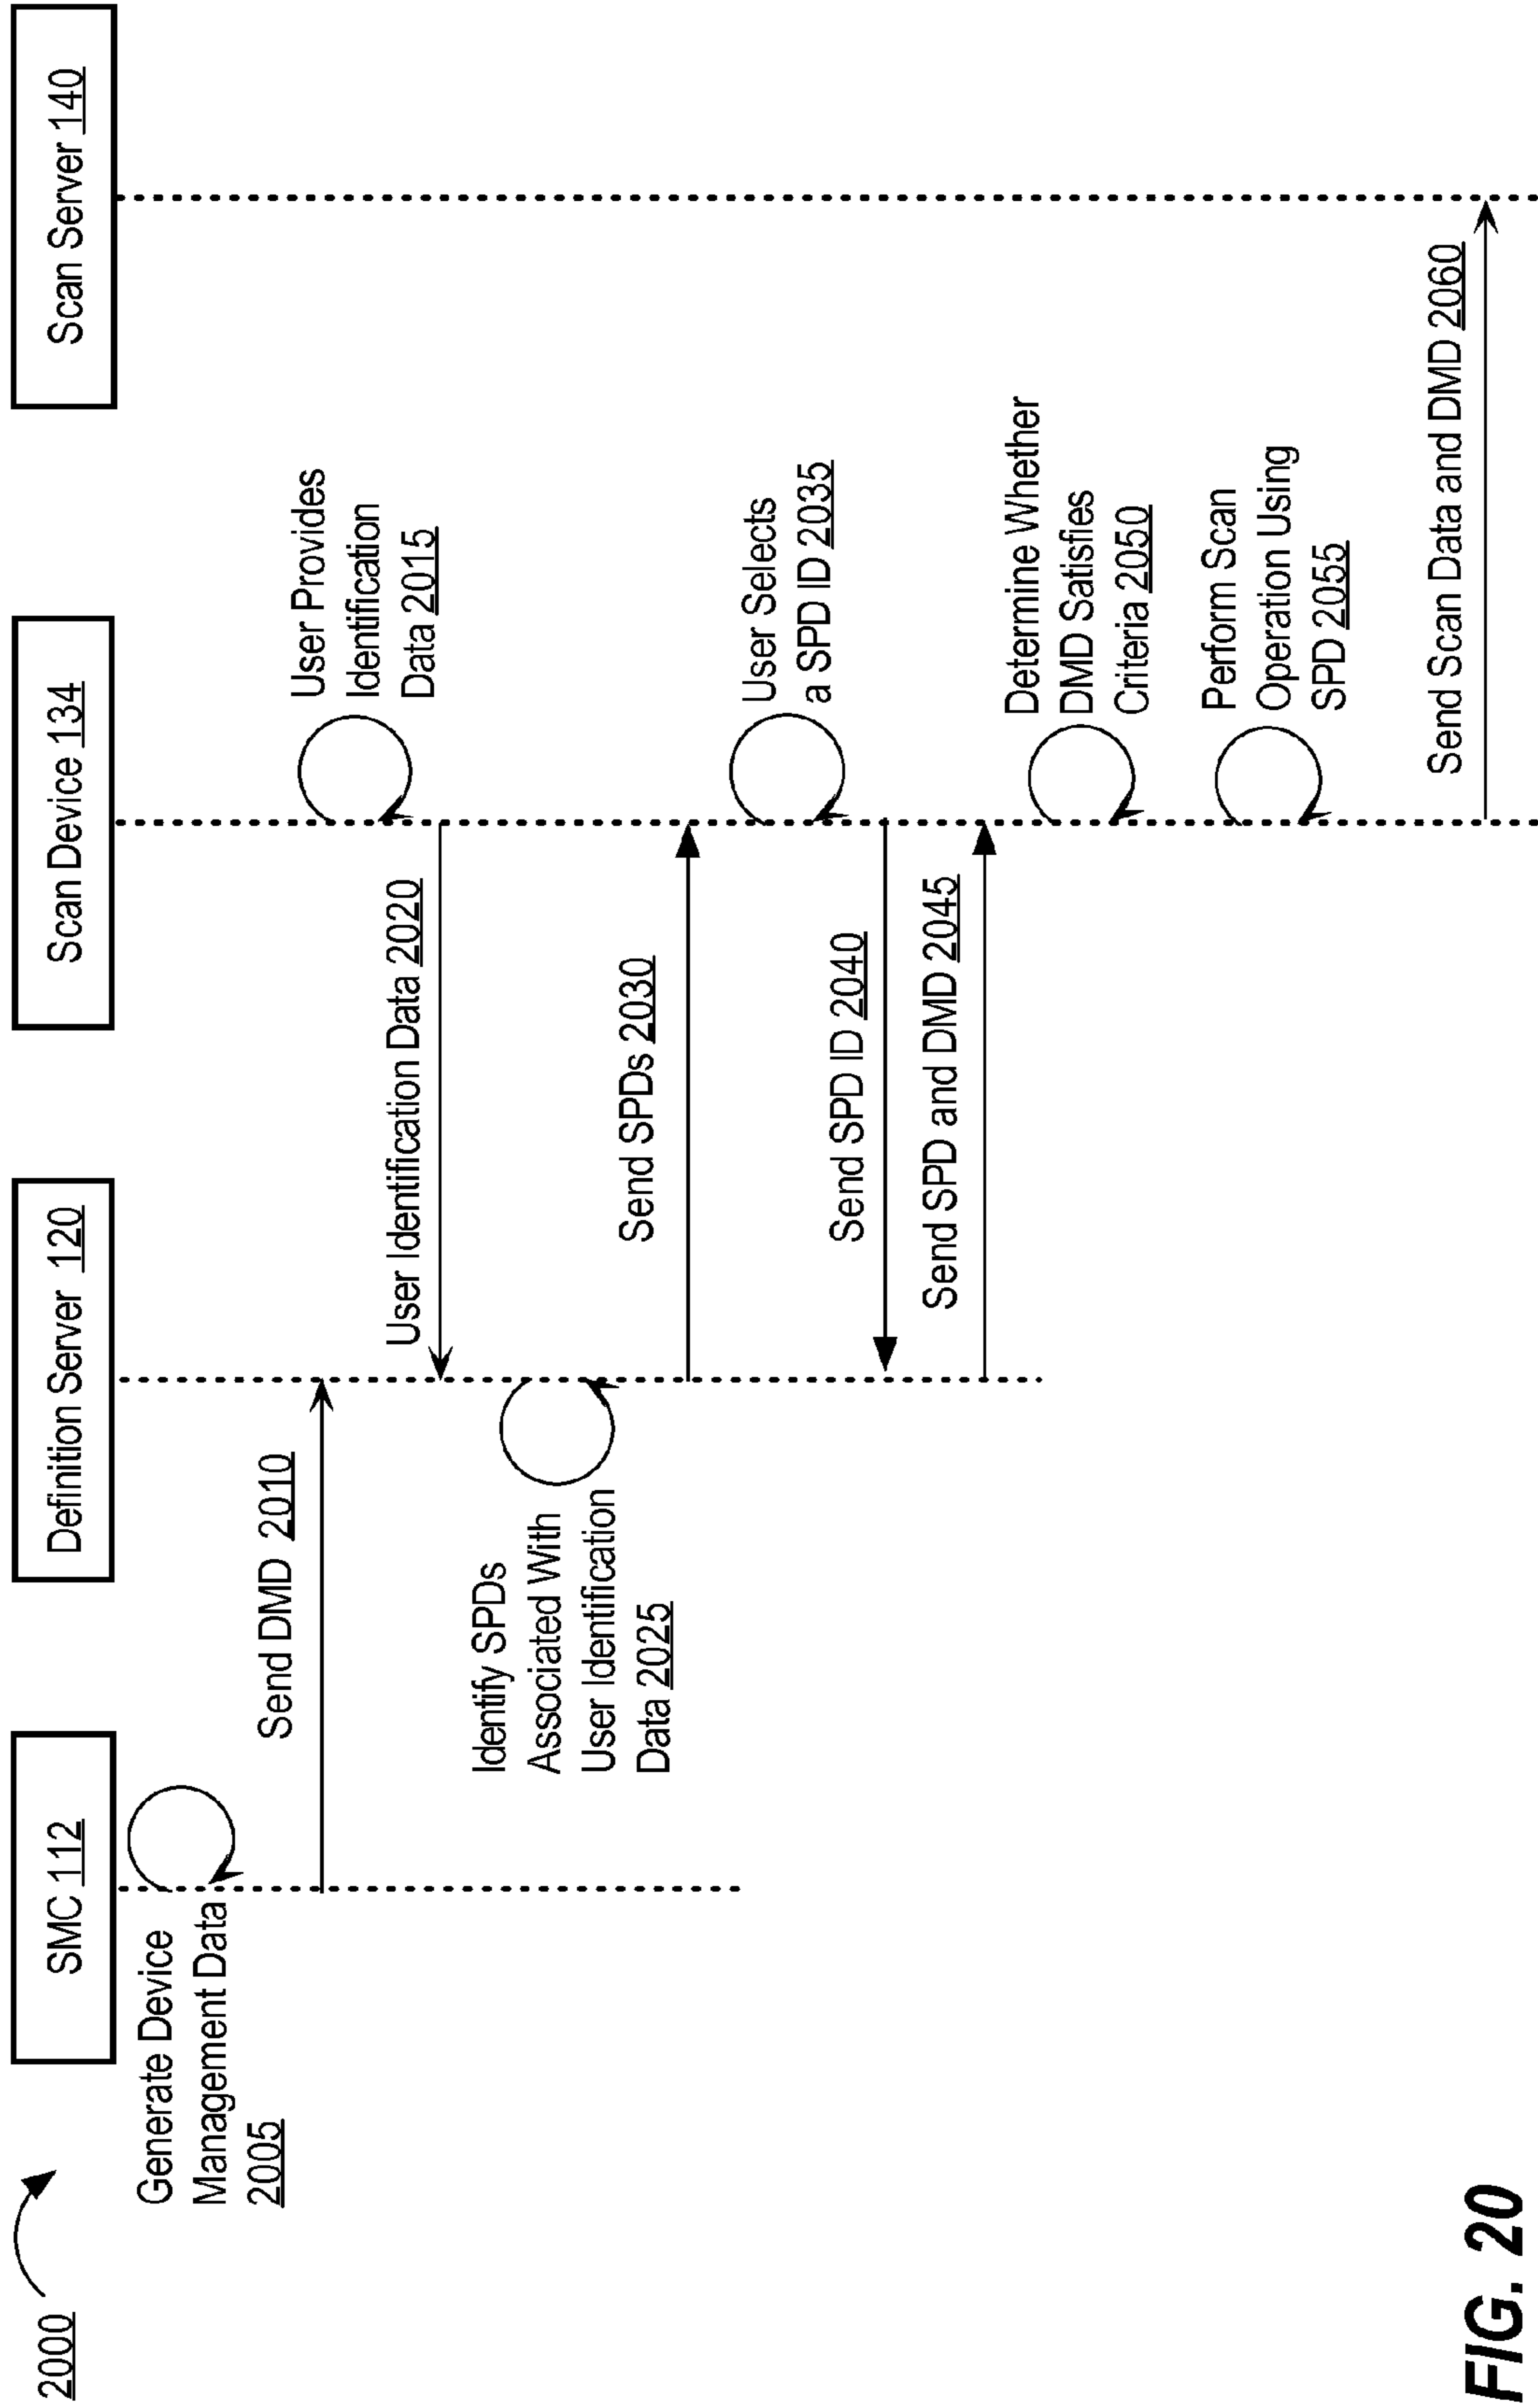 2000
SMC 112
Definition Server 120
Scan Device 134
Scan Server 140
Generate Device
Management Data
2005
Send DMD 2010
User Provides
Identification
Data 2015
User Identification Data 2020
Identify SPDs
Associated With
User Identification
Data 2025
Send SPDs 2030
User Selects
a SPD ID 2035
Send SPD ID 2040
Send SPD and DMD 2045
Determine Whether
DMD Satisfies
Criteria 2050
Perform Scan
Operation Using
SPD 2055
Send Scan Data and DMD 2060
FIG. 20